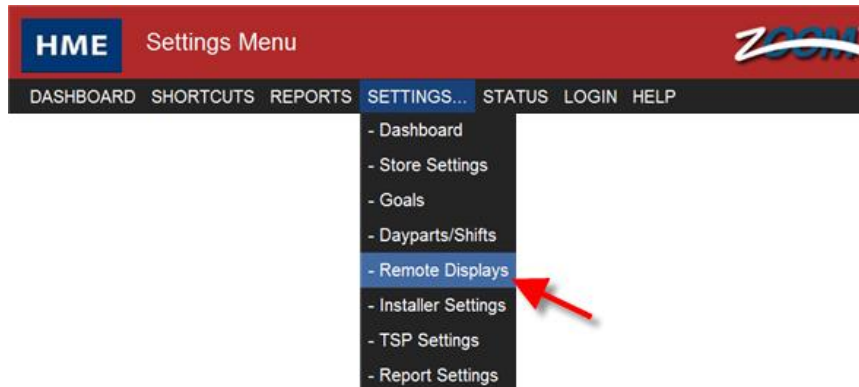 HME Settings Menu ZOOM
DASHBOARD SHORTCUTS REPORTS SETTINGS... STATUS LOGIN HELP
- Dashboard
- Store Settings
- Goals
- Dayparts/Shifts
- Remote Displays
- Installer Settings
- TSP Settings
- Report Settings